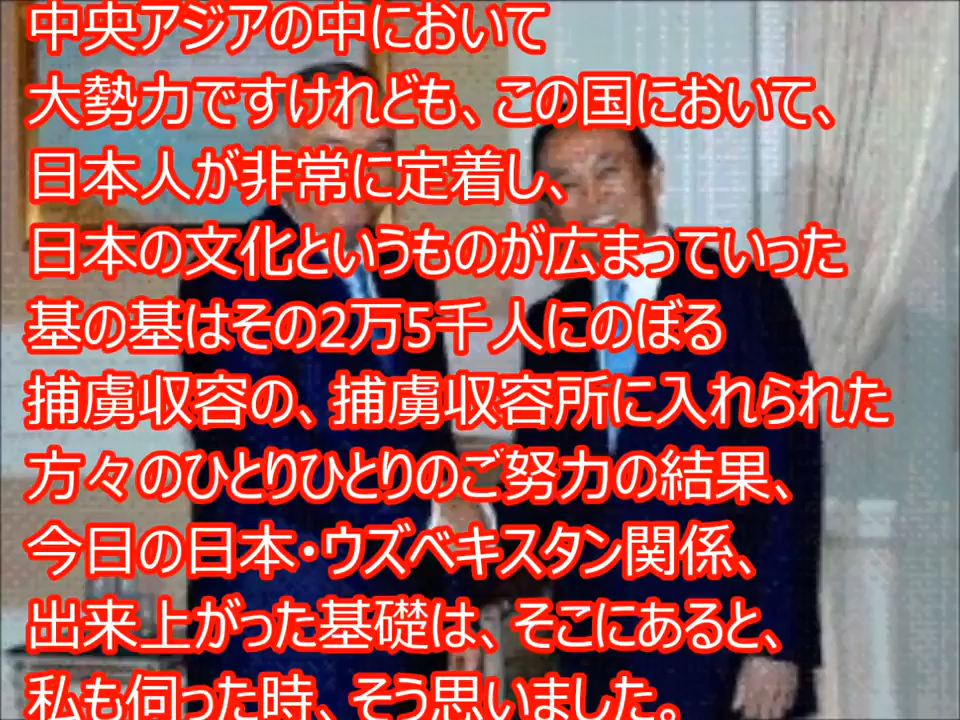 中央アジアの中において
大勢力ですけれども、この国において、
日本人が非常に定着し、
日本の文化というものが広まっていった
基の基はその2万5千人にのぼる
捕虜収容の、捕虜収容所に入れられた
方々のひとりひとりのご努力の結果、
今日の日本・ウズベキスタン関係、
出来上がった基礎は、そこにあると、
私も伺った時、そう思いました。